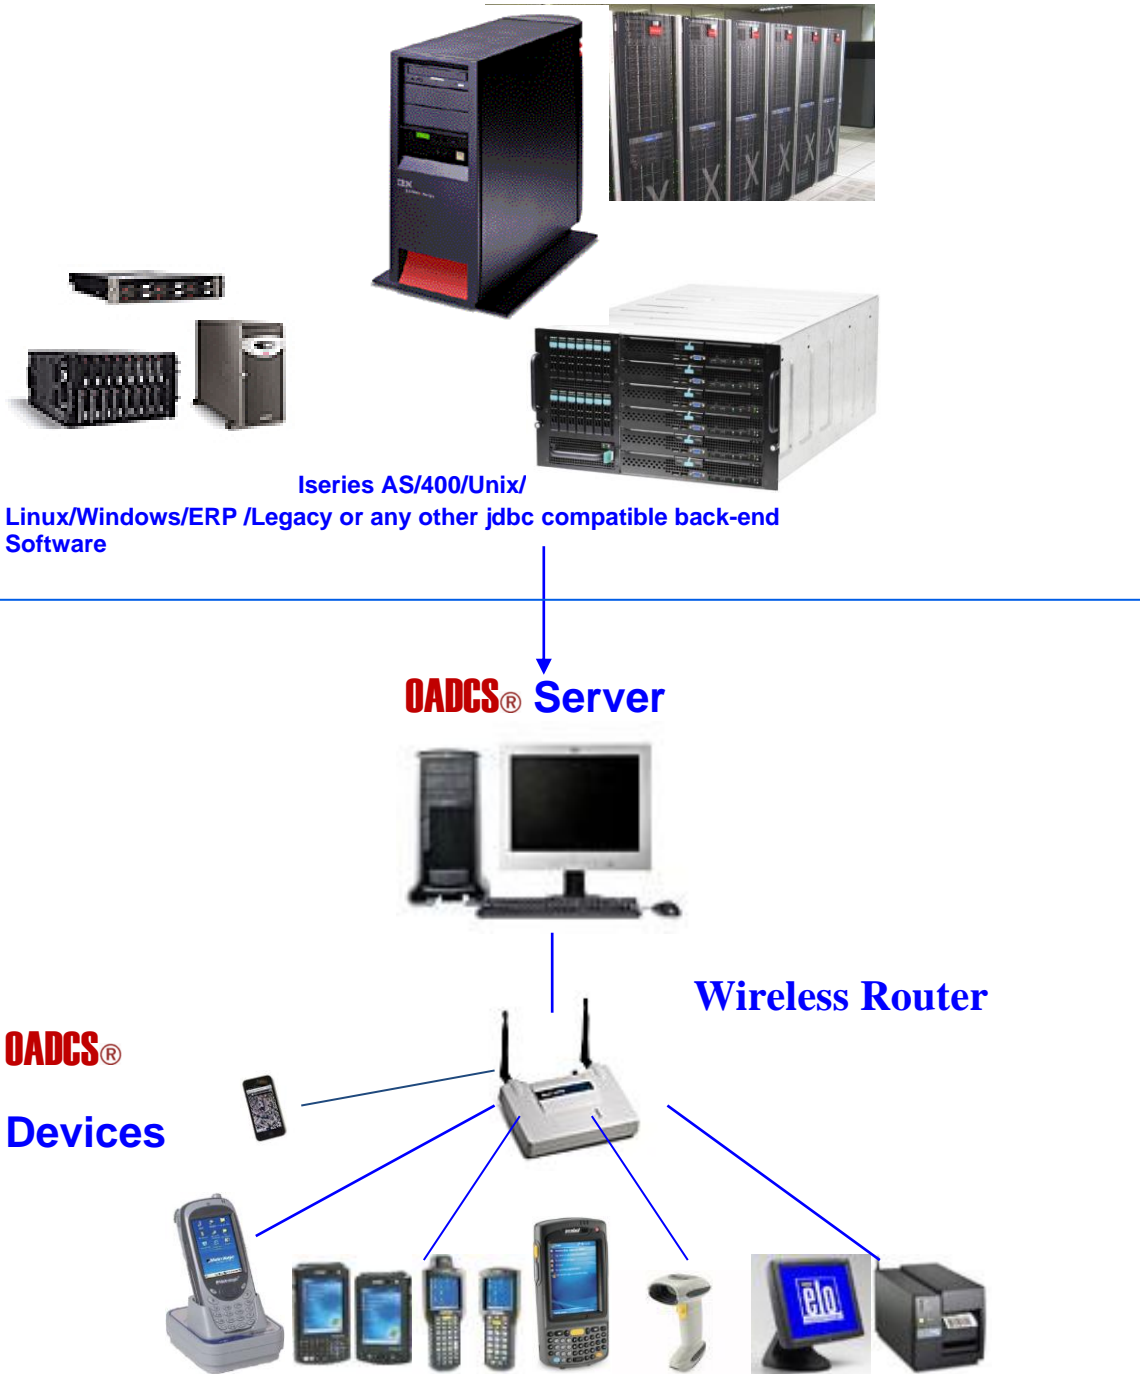 Iseries AS/400/Unix/
Linux/Windows/ERP /Legacy or any other jdbc compatible back-end
Software
OADCS® Server
Wireless Router
OADCS®
Devices
elo